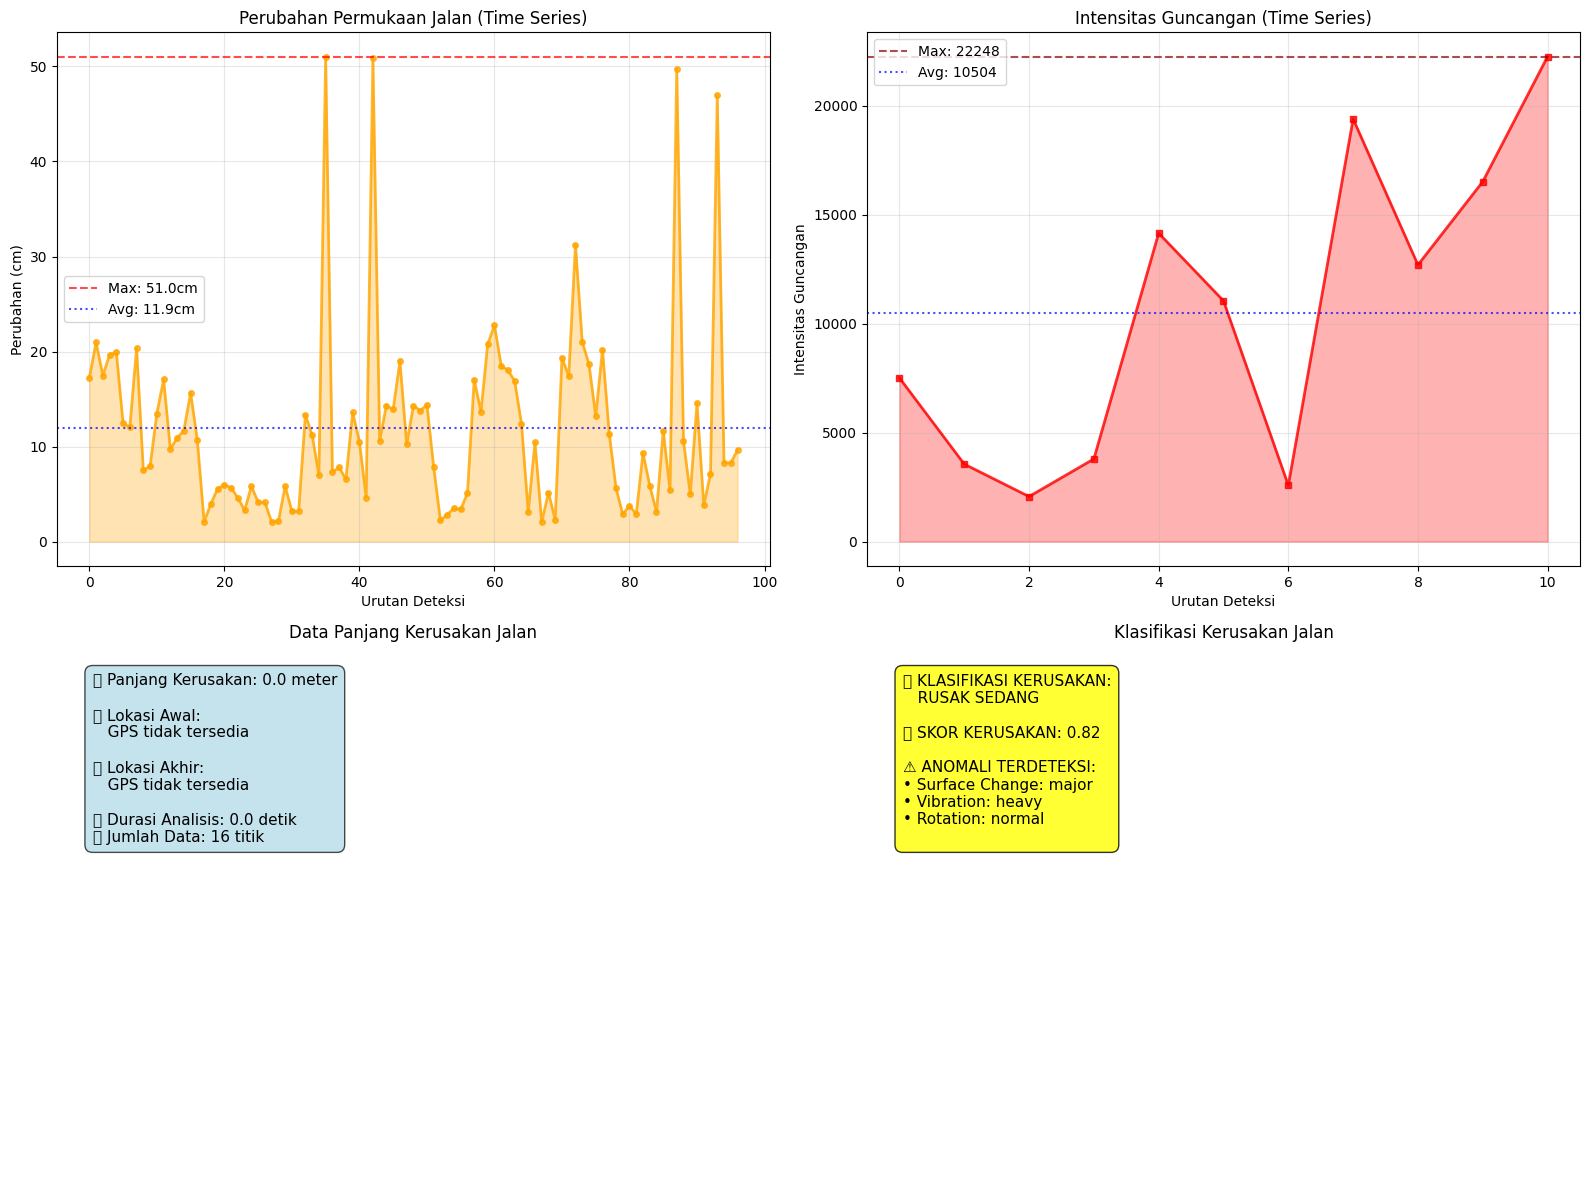 Perubahan Permukaan Jalan (Time Series)
Perubahan (cm)
50
40
30
20
10
0
Max: 51.0cm
Avg: 11.9cm
0 20 40 60 80 100
Urutan Deteksi
Intensitas Guncangan (Time Series)
Intensitas Guncangan
20000
15000
10000
5000
0
Max: 22248
Avg: 10504
0 2 4 6 8 10
Urutan Deteksi
Data Panjang Kerusakan Jalan
Panjang Kerusakan: 0.0 meter
Lokasi Awal:
GPS tidak tersedia
Lokasi Akhir:
GPS tidak tersedia
Durasi Analisis: 0.0 detik
Jumlah Data: 16 titik
Klasifikasi Kerusakan Jalan
KLASIFIKASI KERUSAKAN:
RUSAK SEDANG
SKOR KERUSAKAN: 0.82
⚠ ANOMALI TERDETEKSI:
• Surface Change: major
• Vibration: heavy
• Rotation: normal